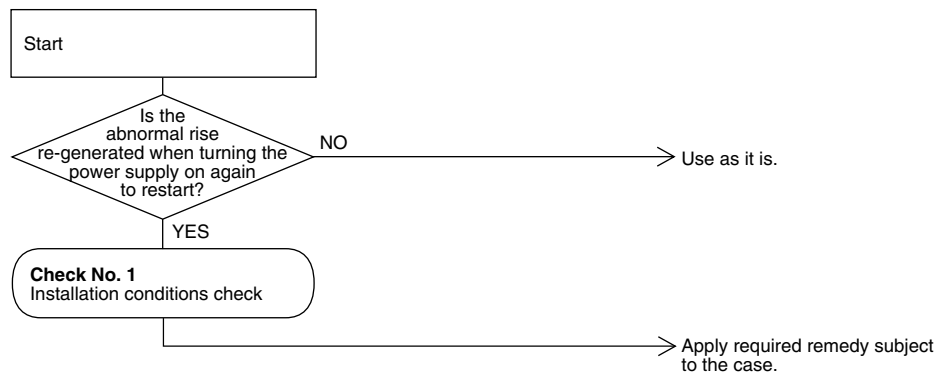 Start
Is the
abnormal rise
re-generated when turning the
power supply on again
to restart?
NO
Use as it is.
YES
Check No. 1
Installation conditions check
Apply required remedy subject
to the case.